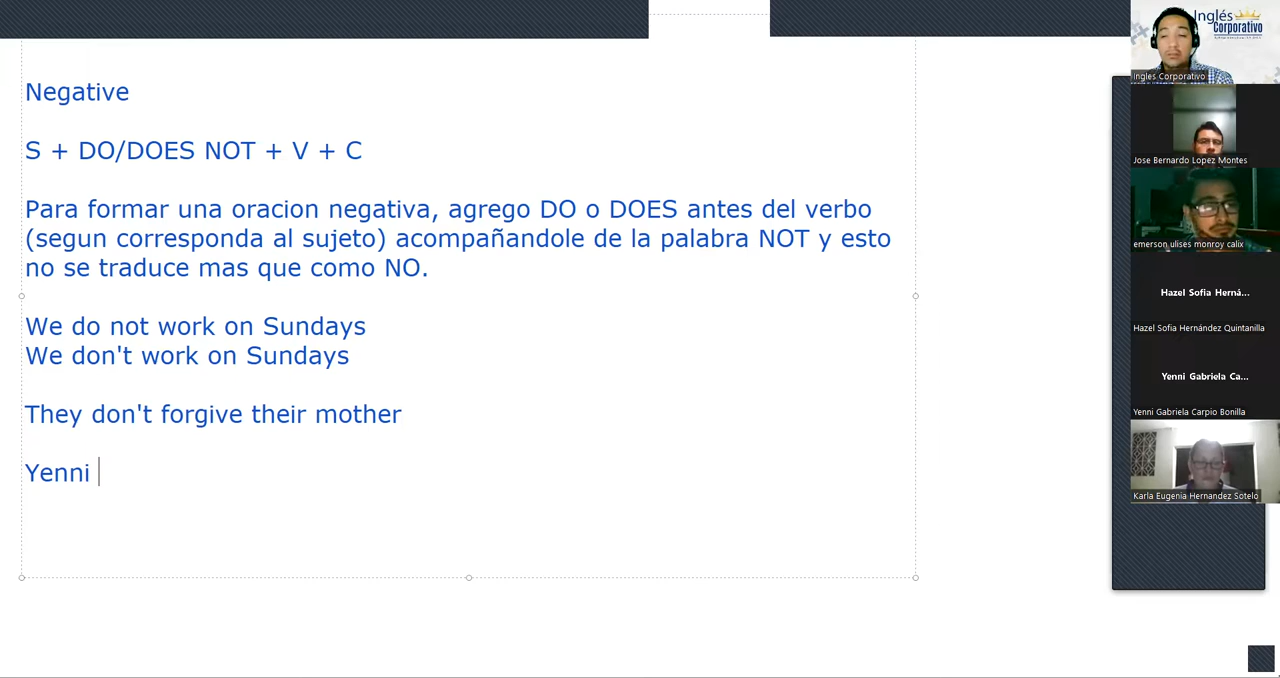 Negative
S + DO/DOES NOT + V + C
Para formar una oracion negativa, agrego DO o DOES antes del verbo
(segun corresponda al sujeto) acompañandole de la palabra NOT y esto
no se traduce mas que como NO.
We do not work on Sundays
We don't work on Sundays
They don't forgive their mother
Yenni
Inglés
Corporativo
Ingles Corporativo
Jose Bernardo Lopez Montes
emerson ulises monroy calix
Hazel Sofia Herná...
Hazel Sofia Hernández Quintanilla
Yenni Gabriela Ca...
Yenni Gabriela Carpio Bonilla
Karla Eugenia Hernandez Sotelo